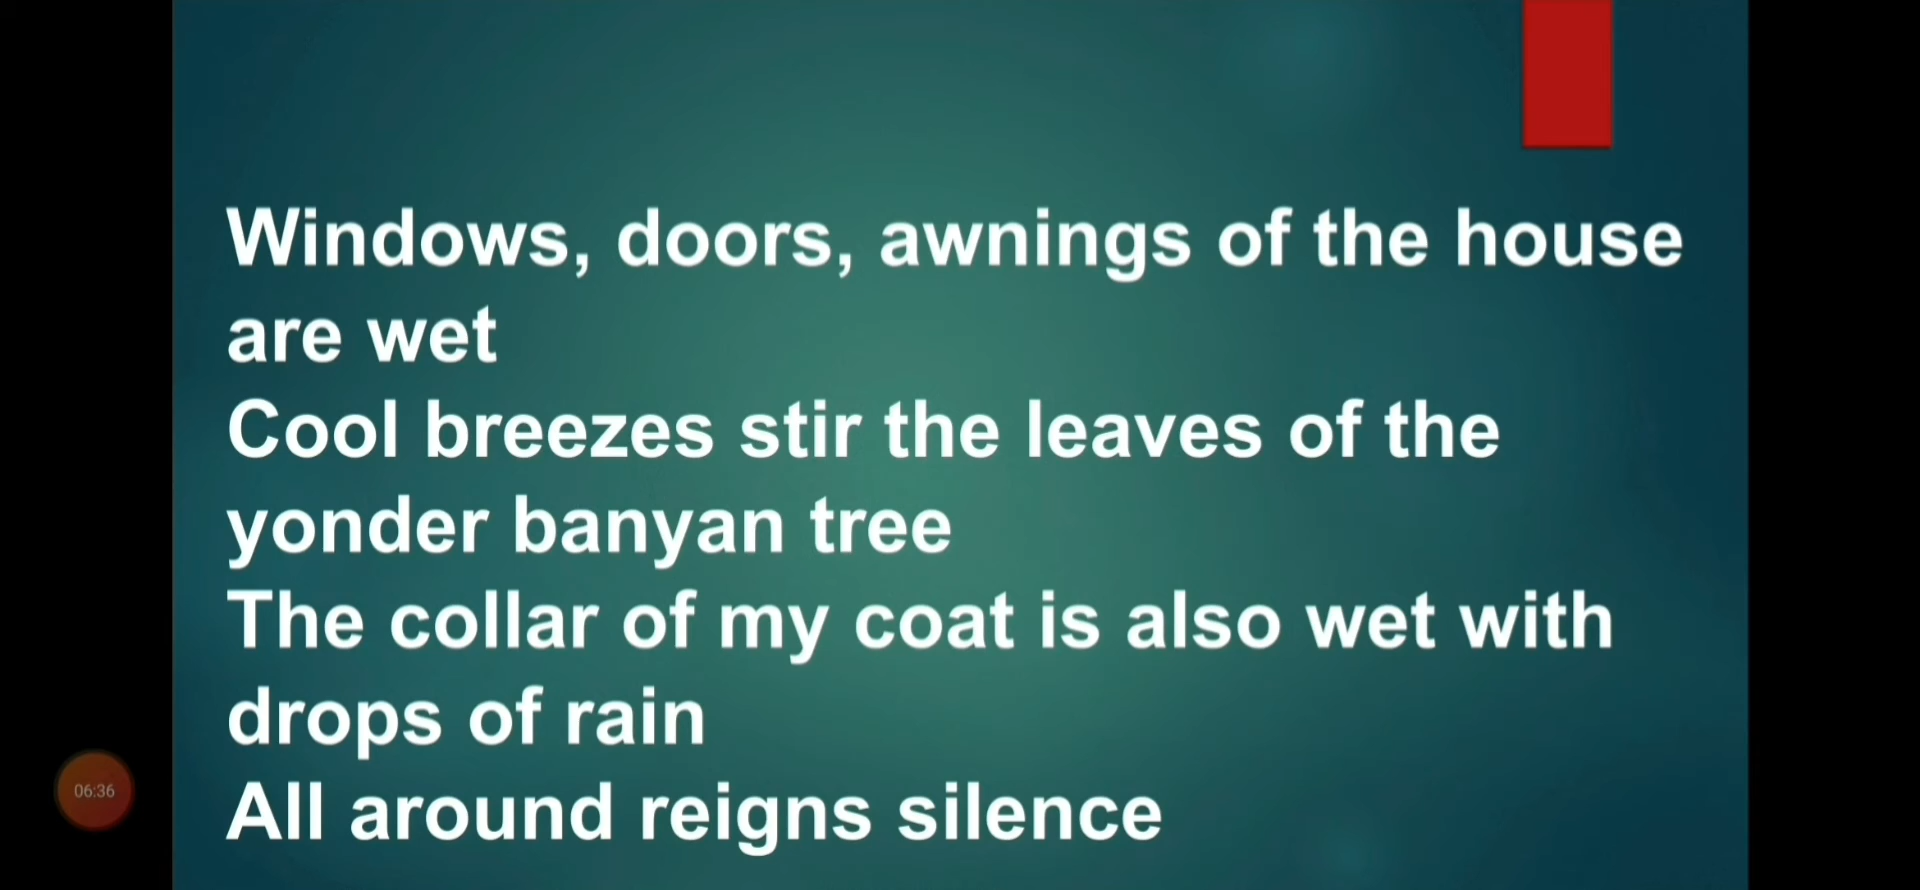 Windows, doors, awnings of the house
are wet
Cool breezes stir the leaves of the
yonder banyan tree
The collar of my coat is also wet with
drops of rain
All around reigns silence
06:36